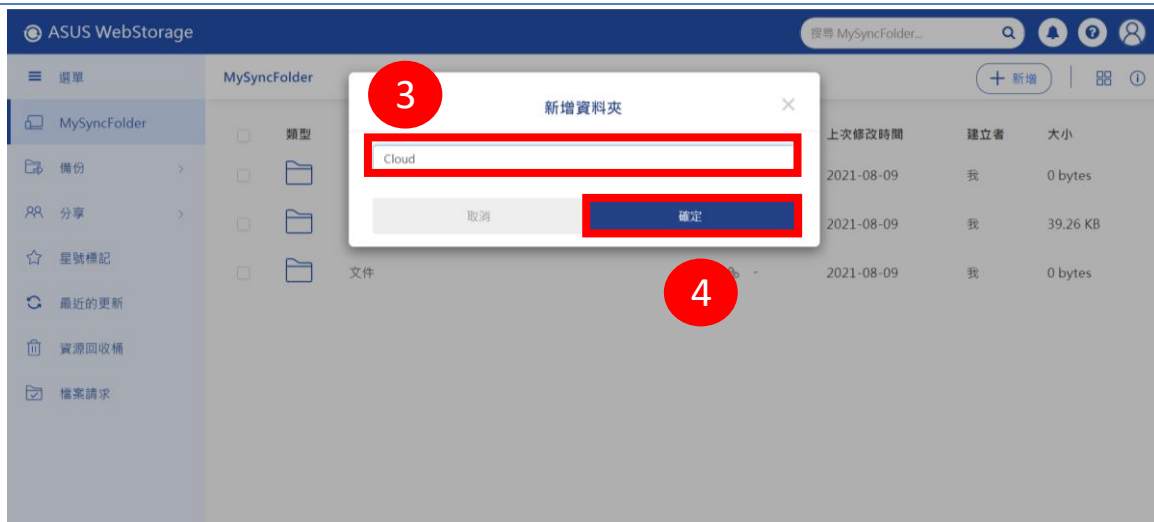 ASUS WebStorage
搜尋 MySyncFolder...
選單
MySyncFolder
備份
分享
星號標記
最近的更新
資源回收桶
檔案請求
MySyncFolder
新增
3
新增資料夾
Cloud
取消
確定
4
類型
上次修改時間
建立者
大小
2021-08-09
我
0 bytes
2021-08-09
我
39.26 KB
文件
-
2021-08-09
我
0 bytes